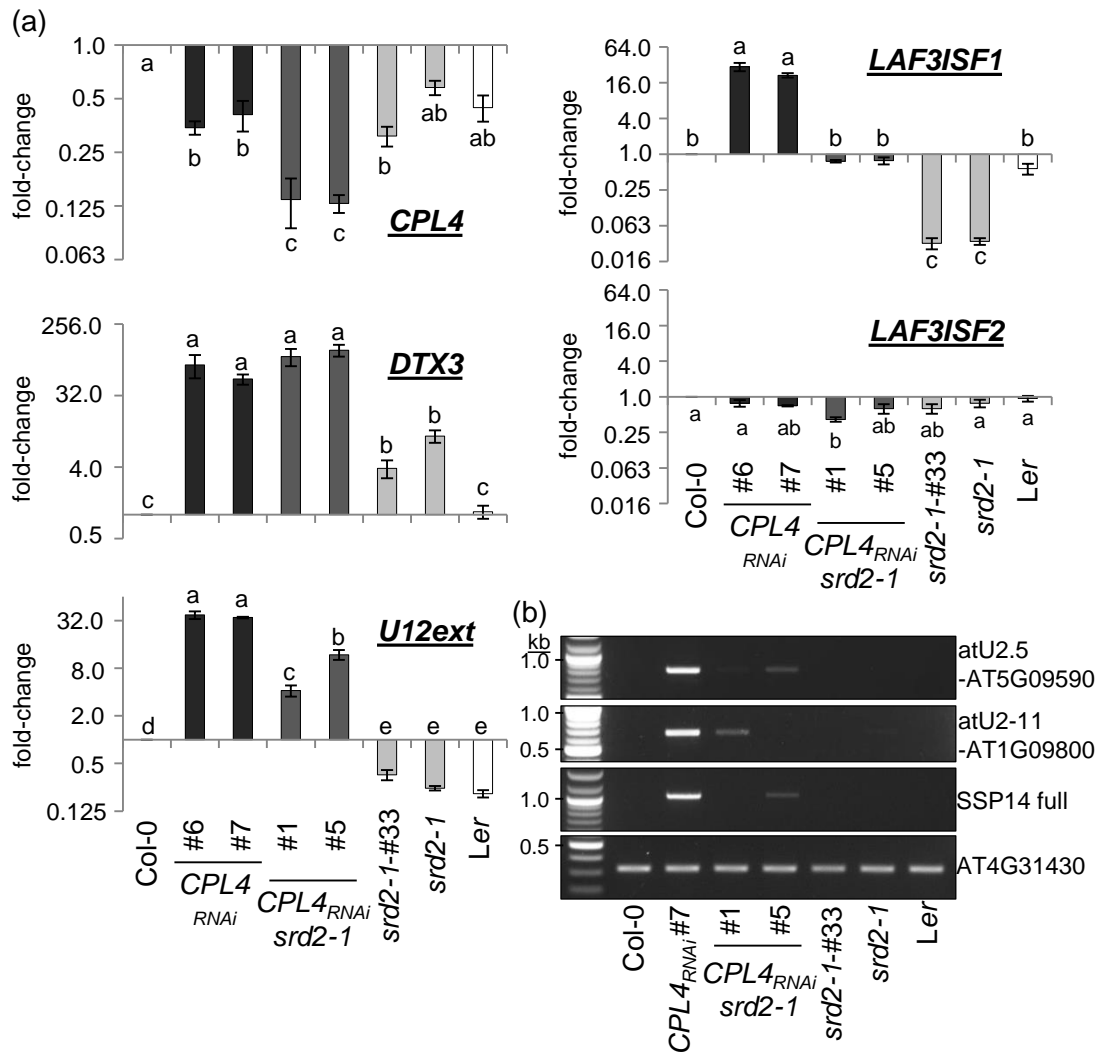 (a)
fold-change
1.0
0.5
0.25
0.125
0.063
a
b
b
c
c
b
ab
ab
CPL4
fold-change
256.0
32.0
4.0
0.5
c
a
a
a
a
b
b
c
DTX3
fold-change
32.0
8.0
2.0
0.5
0.125
d
a
a
c
b
e
e
e
U12ext
Col-0
#6
#7
#1
#5
srd2-1-#33
srd2-1
Ler
CPL4
RNAi
CPL4RNAi
srd2-1
fold-change
64.0
16.0
4.0
1.0
0.25
0.063
0.016
b
a
a
b
b
c
c
b
LAF3ISF1
fold-change
64.0
16.0
4.0
1.0
0.25
0.063
0.016
a
a
ab
b
ab
ab
a
a
LAF3ISF2
Col-0
#6
#7
#1
#5
srd2-1-#33
srd2-1
Ler
CPL4
RNAi
CPL4RNAi
srd2-1
(b)
kb
1.0
atU2.5
-AT5G09590
1.0
0.5
atU2-11
-AT1G09800
1.0
SSP14 full
0.5
AT4G31430
Col-0
CPL4RNAi#7
#1
#5
srd2-1-#33
srd2-1
Ler
CPL4RNAi
srd2-1